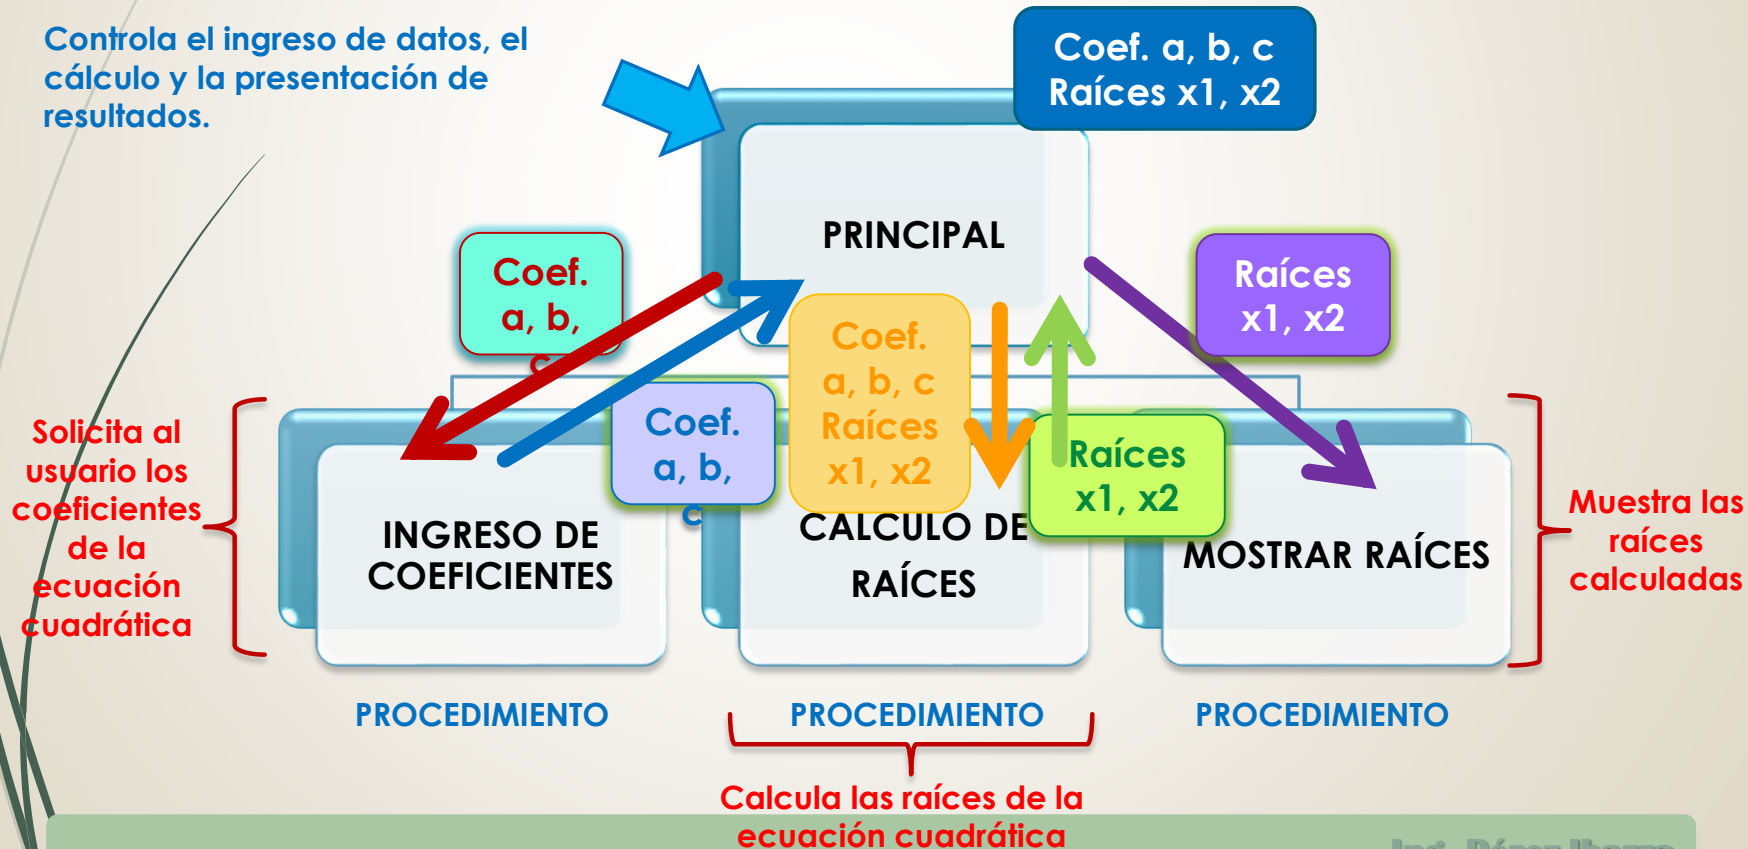 Controla el ingreso de datos, el
cálculo y la presentación de
resultados.
Coef. a, b, c
Raíces x1, x2
PRINCIPAL
Coef.
a, b,
c
Coef.
a, b,
c
Coef.
a, b, c
Raíces
x1, x2
Raíces
x1, x2
Raíces
x1, x2
Solicita al
usuario los
coeficientes
de la
ecuación
cuadrática
INGRESO DE
COEFICIENTES
CALCULO DE
RAÍCES
MOSTRAR RAÍCES
Muestra las
raíces
calculadas
PROCEDIMIENTO
PROCEDIMIENTO
PROCEDIMIENTO
Calcula las raíces de la
ecuación cuadrática
Ing. Pérez Ibarra